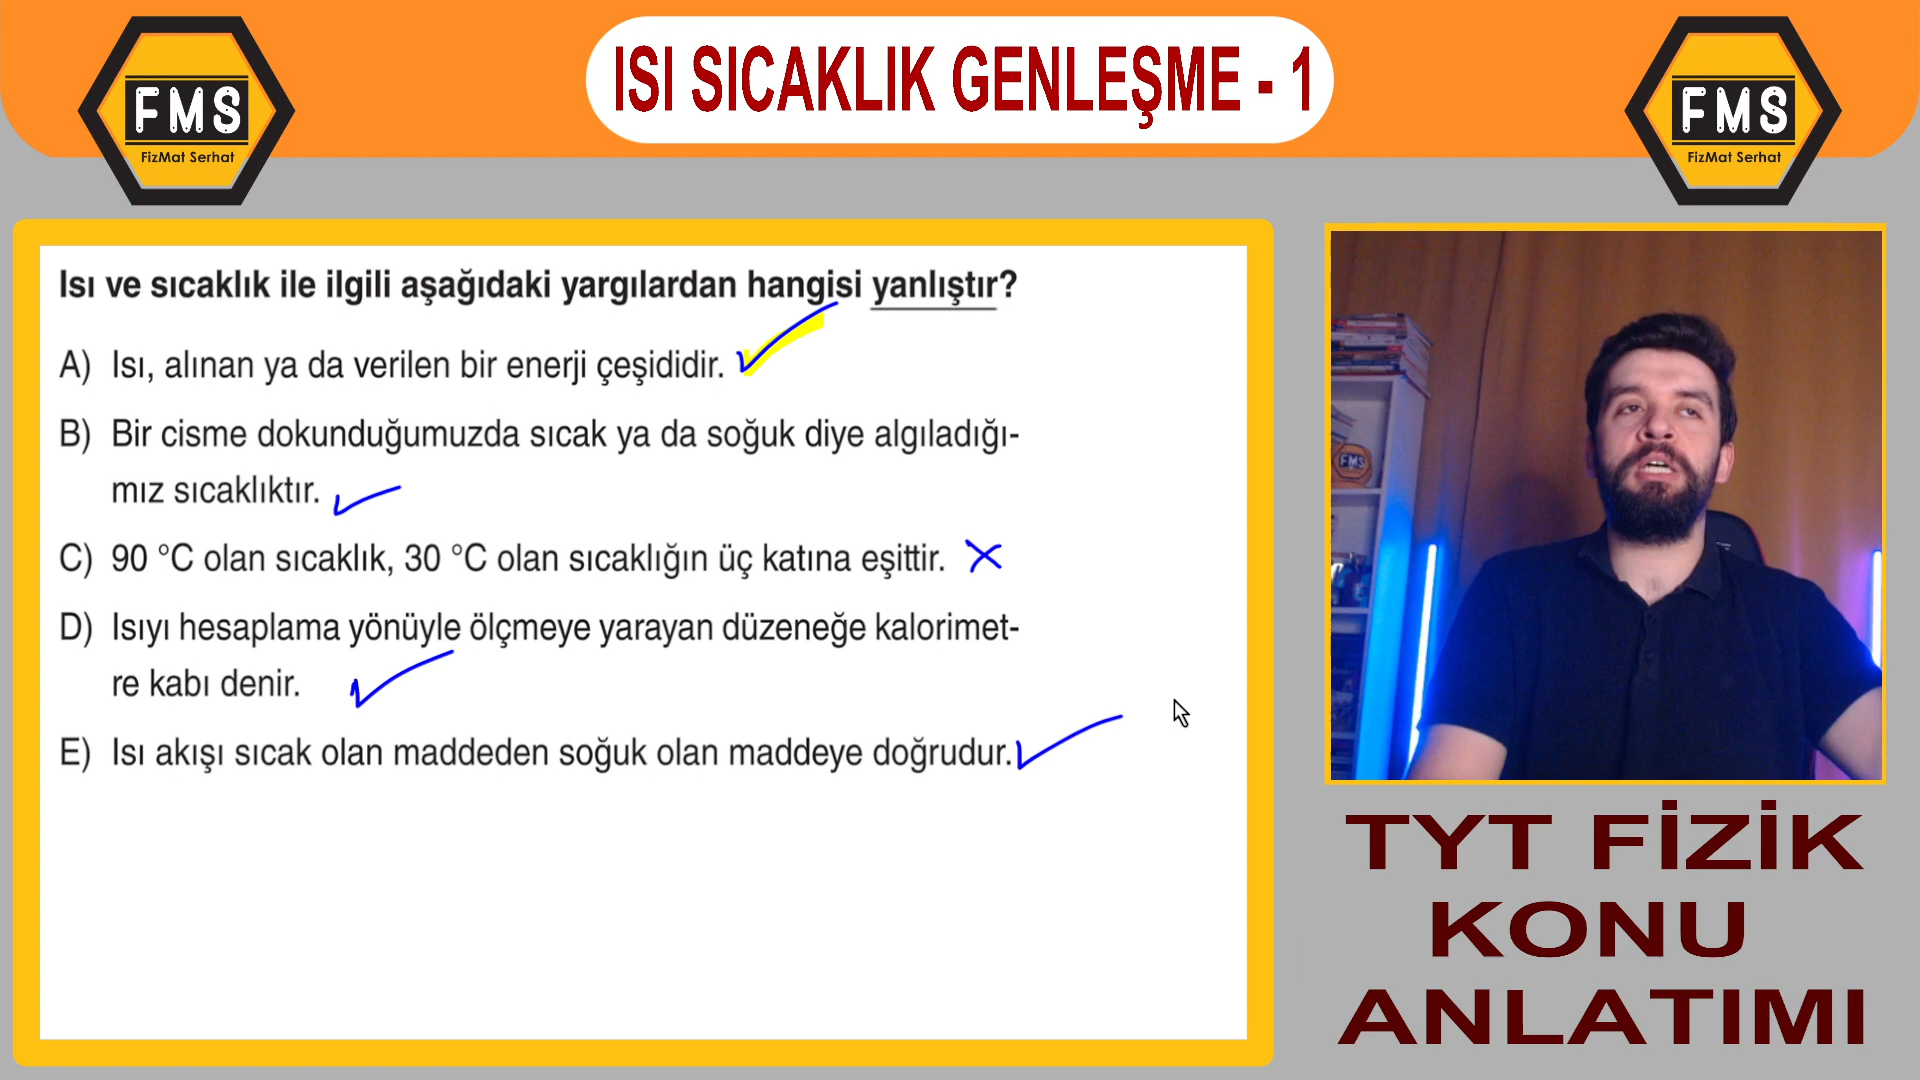 ISI SICAKLIK GENLEŞME - 1
FMS
FizMat Serhat
FMS
FizMat Serhat
Isı ve sıcaklık ile ilgili aşağıdaki yargılardan hangisi yanlıştır?
A) Isı, alınan ya da verilen bir enerji çeşididir.
B) Bir cisme dokunduğumuzda sıcak ya da soğuk diye algıladığı-
mız sıcaklıktır.
C) 90 °C olan sıcaklık, 30 °C olan sıcaklığın üç katına eşittir.
D) Isıyı hesaplama yönüyle ölçmeye yarayan düzeneğe kalorimet-
re kabı denir.
E) Isı akışı sıcak olan maddeden soğuk olan maddeye doğrudur.
FMS
TYT FİZİK
KONU
ANLATIMI